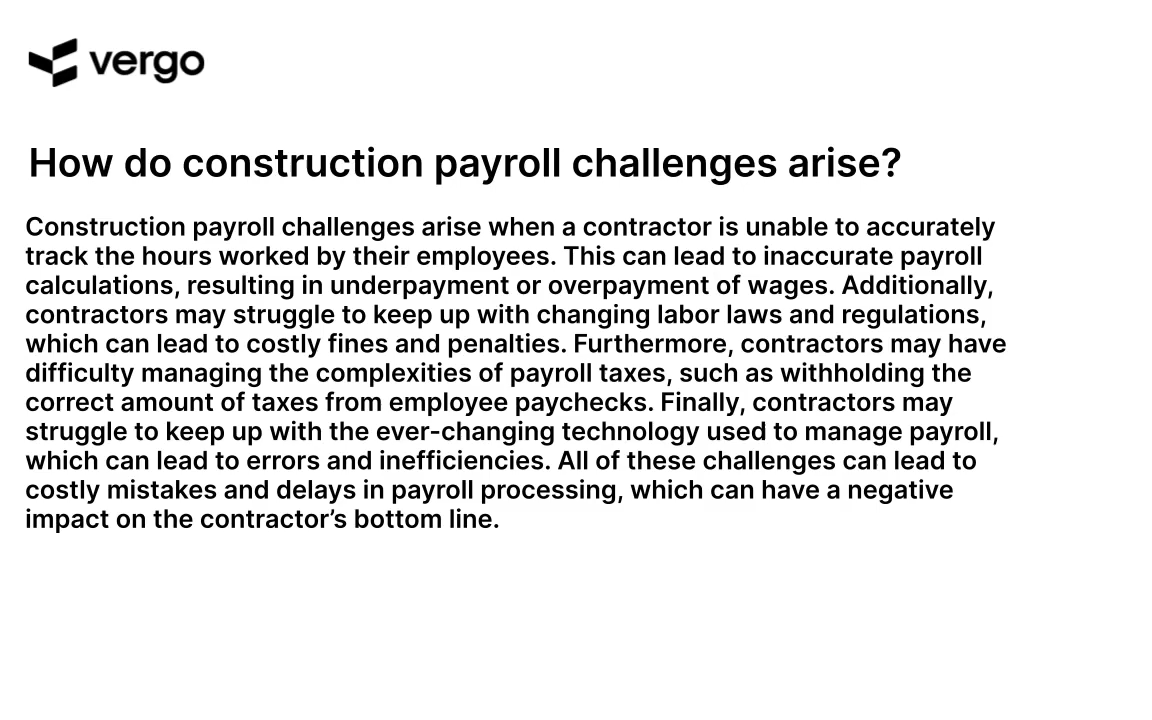 vergo
How do construction payroll challenges arise?
Construction payroll challenges arise when a contractor is unable to accurately
track the hours worked by their employees. This can lead to inaccurate payroll
calculations, resulting in underpayment or overpayment of wages. Additionally,
contractors may struggle to keep up with changing labor laws and regulations,
which can lead to costly fines and penalties. Furthermore, contractors may have
difficulty managing the complexities of payroll taxes, such as withholding the
correct amount of taxes from employee paychecks. Finally, contractors may
struggle to keep up with the ever-changing technology used to manage payroll,
which can lead to errors and inefficiencies. All of these challenges can lead to
costly mistakes and delays in payroll processing, which can have a negative
impact on the contractor’s bottom line.